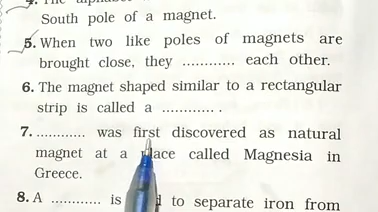 South pole of a magnet.
5. When two like poles of magnets are
brought close, they ............ each other.
6. The magnet shaped similar to a rectangular
strip is called a ............ .
7. ............ was first discovered as natural
magnet at a called Magnesia in
Greece.
8. A ............ is to separate iron from